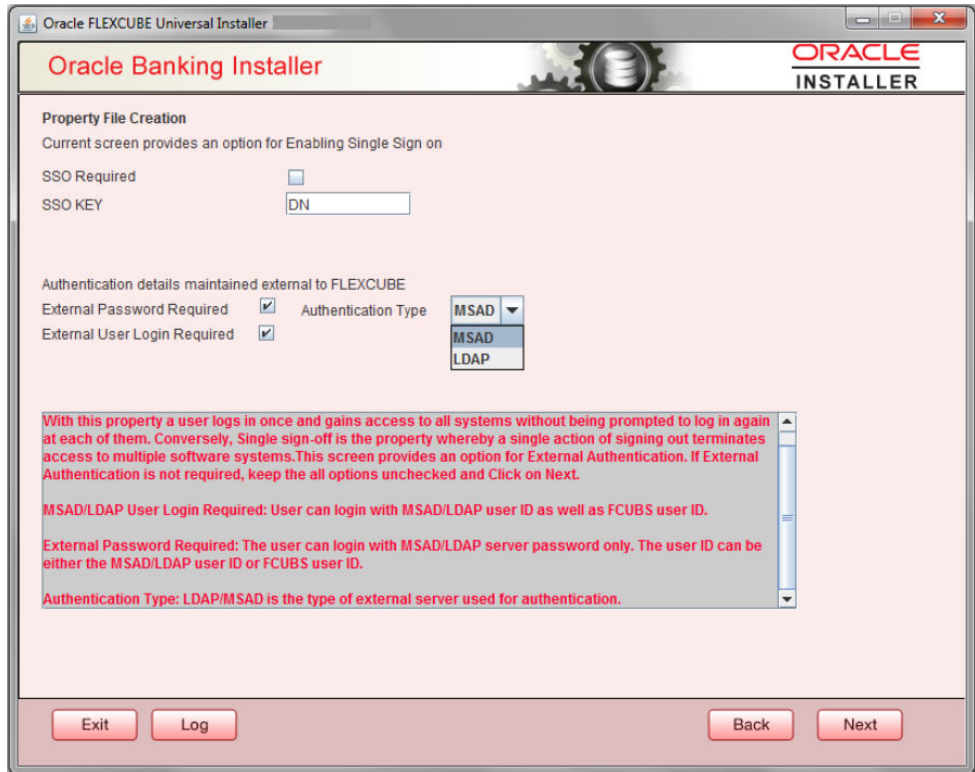 Oracle FLEXCUBE Universal Installer
Oracle Banking Installer
ORACLE
INSTALLER
Property File Creation
Current screen provides an option for Enabling Single Sign on
SSO Required
SSO KEY DN
Authentication details maintained external to FLEXCUBE
External Password Required Authentication Type MSAD
External User Login Required MSAD
LDAP
With this property a user logs in once and gains access to all systems without being prompted to log in again
at each of them. Conversely, Single sign-off is the property whereby a single action of signing out terminates
access to multiple software systems.This screen provides an option for External Authentication. If External
Authentication is not required, keep the all options unchecked and Click on Next.
MSAD/LDAP User Login Required: User can login with MSAD/LDAP user ID as well as FCUBS user ID.
External Password Required: The user can login with MSAD/LDAP server password only. The user ID can be
either the MSAD/LDAP user ID or FCUBS user ID.
Authentication Type: LDAP/MSAD is the type of external server used for authentication.
Exit Log Back Next